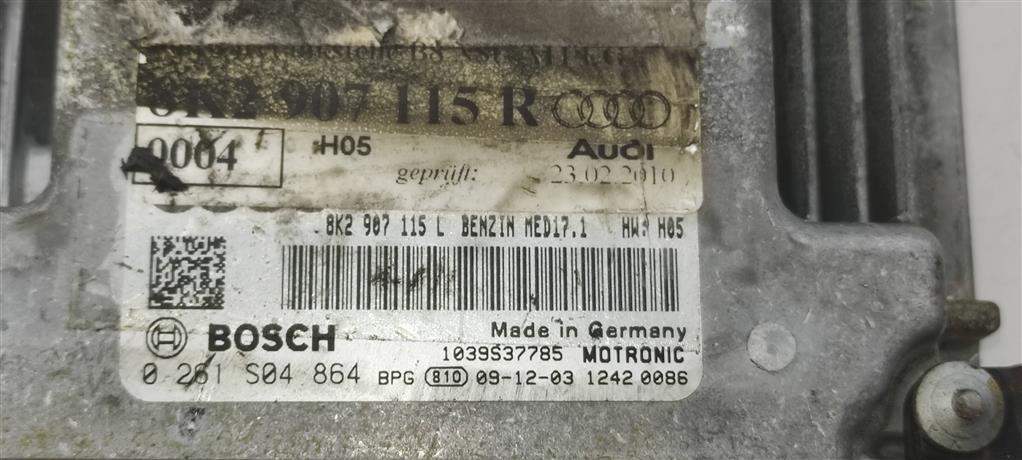 8K2 907 115 R
0004 H05 Audi
geprüft: 23.02.2010
8K2 907 115 L BENZIN MED17.1 HW: H05
BOSCH Made in Germany
1039S37785 MOTRONIC
0 261 S04 864 BPG 810 09-12-03 1242 0086